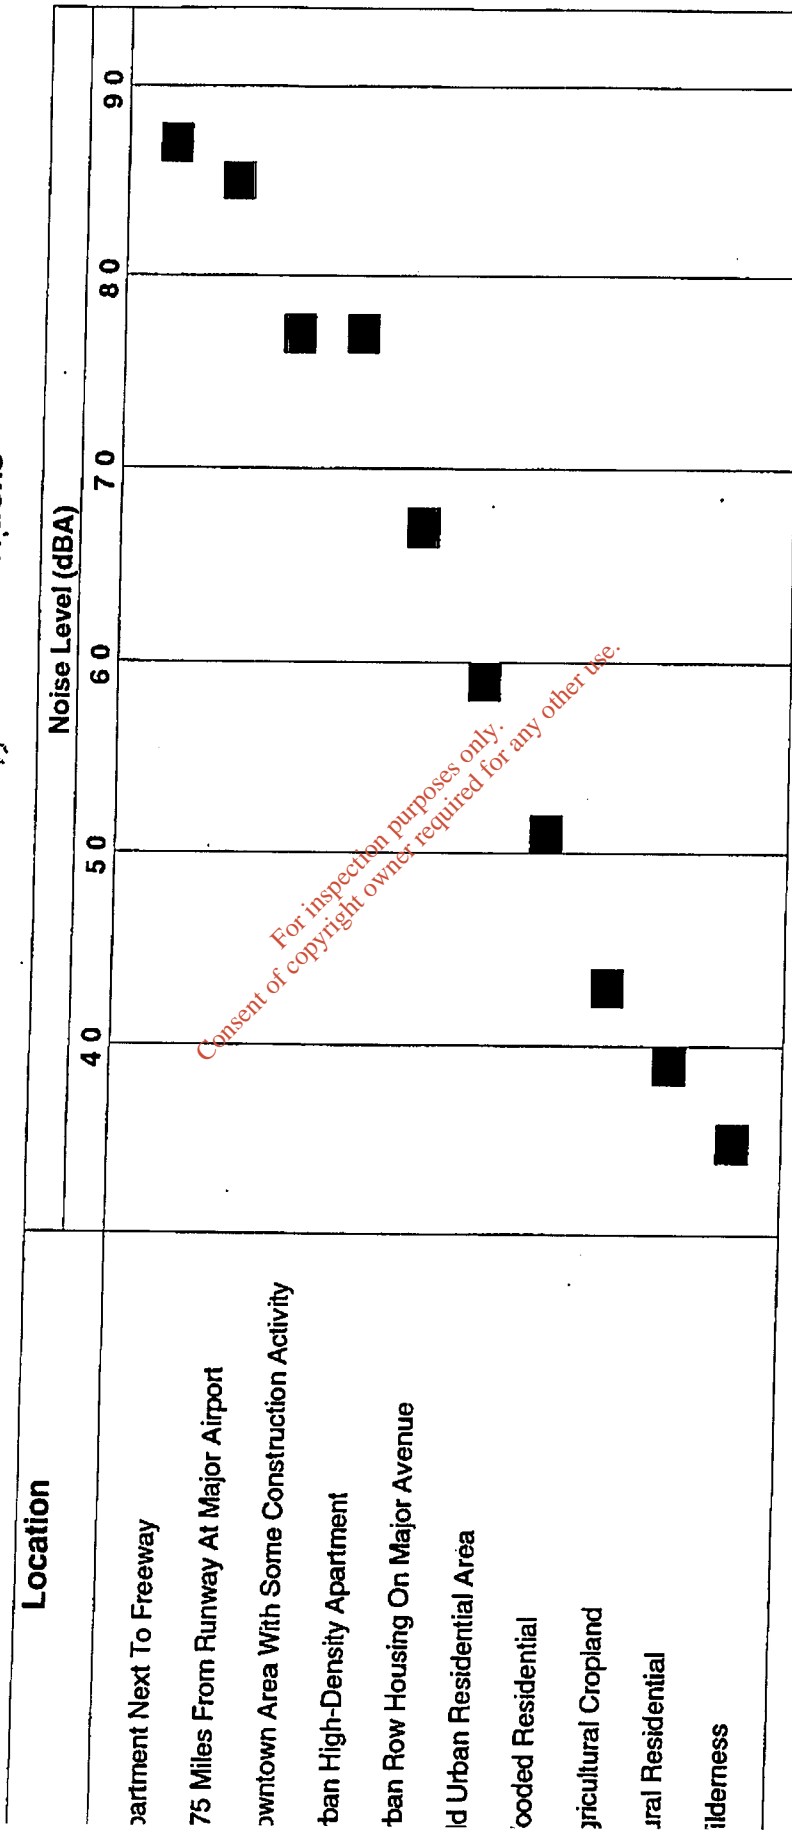 Location
Noise Level (dBA)
40 50 60 70 80 90
partment Next To Freeway
75 Miles From Runway At Major Airport
owntown Area With Some Construction Activity
ban High-Density Apartment
ban Row Housing On Major Avenue
ld Urban Residential Area
ooded Residential
gricultural Cropland
ural Residential
ilderness
For inspection purposes only.
Consent of copyright owner required for any other use.